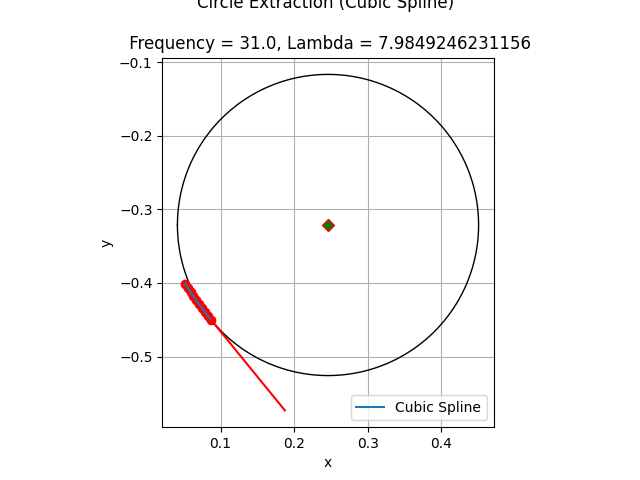 Circle Extraction (Cubic Spline)
Frequency = 31.0, Lambda = 7.9849246231156
−0.1
−0.2
−0.3
−0.4
−0.5
y
0.1 0.2 0.3 0.4
x
Cubic Spline